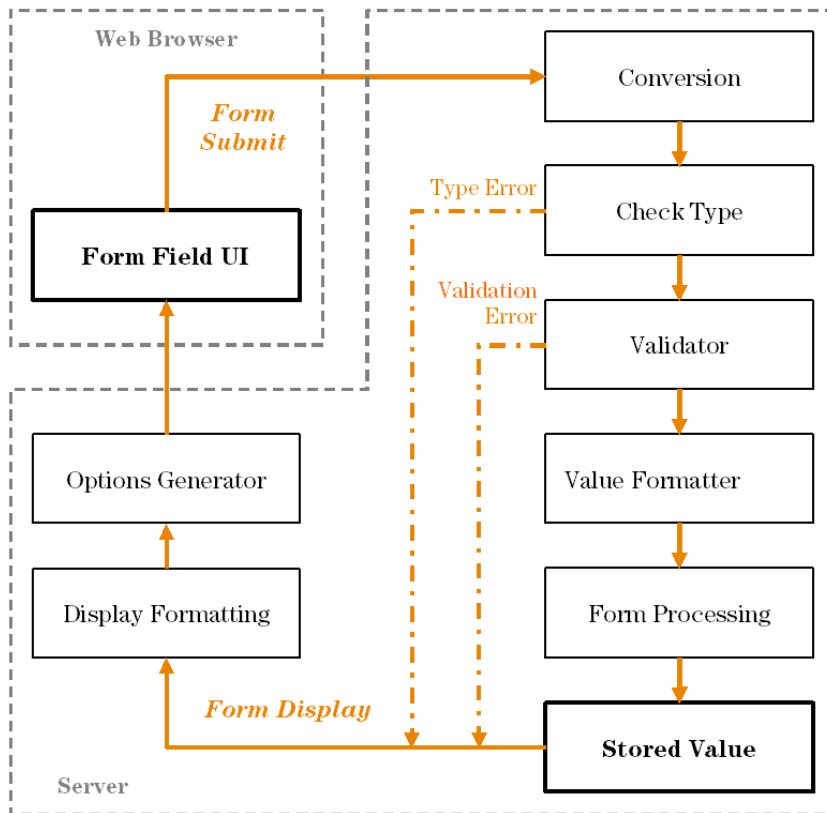 Web Browser
Form
Submit
Form Field UI
Conversion
Type Error
Check Type
Validation
Error
Validator
Options Generator
Value Formatter
Display Formatting
Form Processing
Form Display
Stored Value
Server